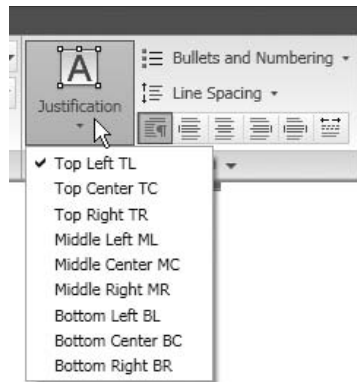 A
Justification
Bullets and Numbering
Line Spacing
Top Left TL
Top Center TC
Top Right TR
Middle Left ML
Middle Center MC
Middle Right MR
Bottom Left BL
Bottom Center BC
Bottom Right BR